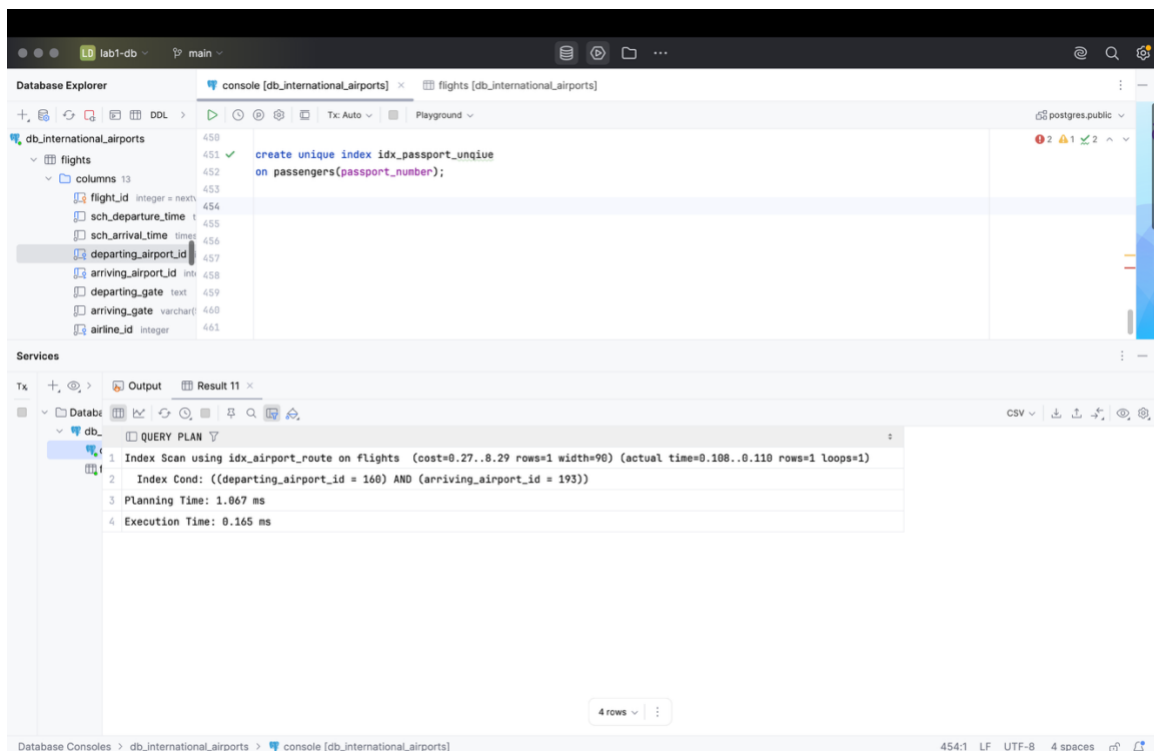 LD lab1-db main
Database Explorer
console [db_international_airports]
flights [db_international_airports]
DDL
Tx: Auto
Playground
postgres.public
db_international_airports
flights
columns 13
flight_id integer = nextv
sch_departure_time
sch_arrival_time times
departing_airport_id
arriving_airport_id int
departing_gate text
arriving_gate varchar(
airline_id integer
2 1 2
450
451 create unique index idx_passport_unqiue
452 on passengers(passport_number);
453
454
455
456
457
458
459
460
461
Services
Tx
Output
Result 11
Databa
db_
CSV
QUERY PLAN
1 Index Scan using idx_airport_route on flights (cost=0.27..8.29 rows=1 width=90) (actual time=0.108..0.110 rows=1 loops=1)
2 Index Cond: ((departing_airport_id = 160) AND (arriving_airport_id = 193))
3 Planning Time: 1.067 ms
4 Execution Time: 0.165 ms
4 rows
Database Consoles > db_international_airports > console [db_international_airports]
454:1 LF UTF-8 4 spaces